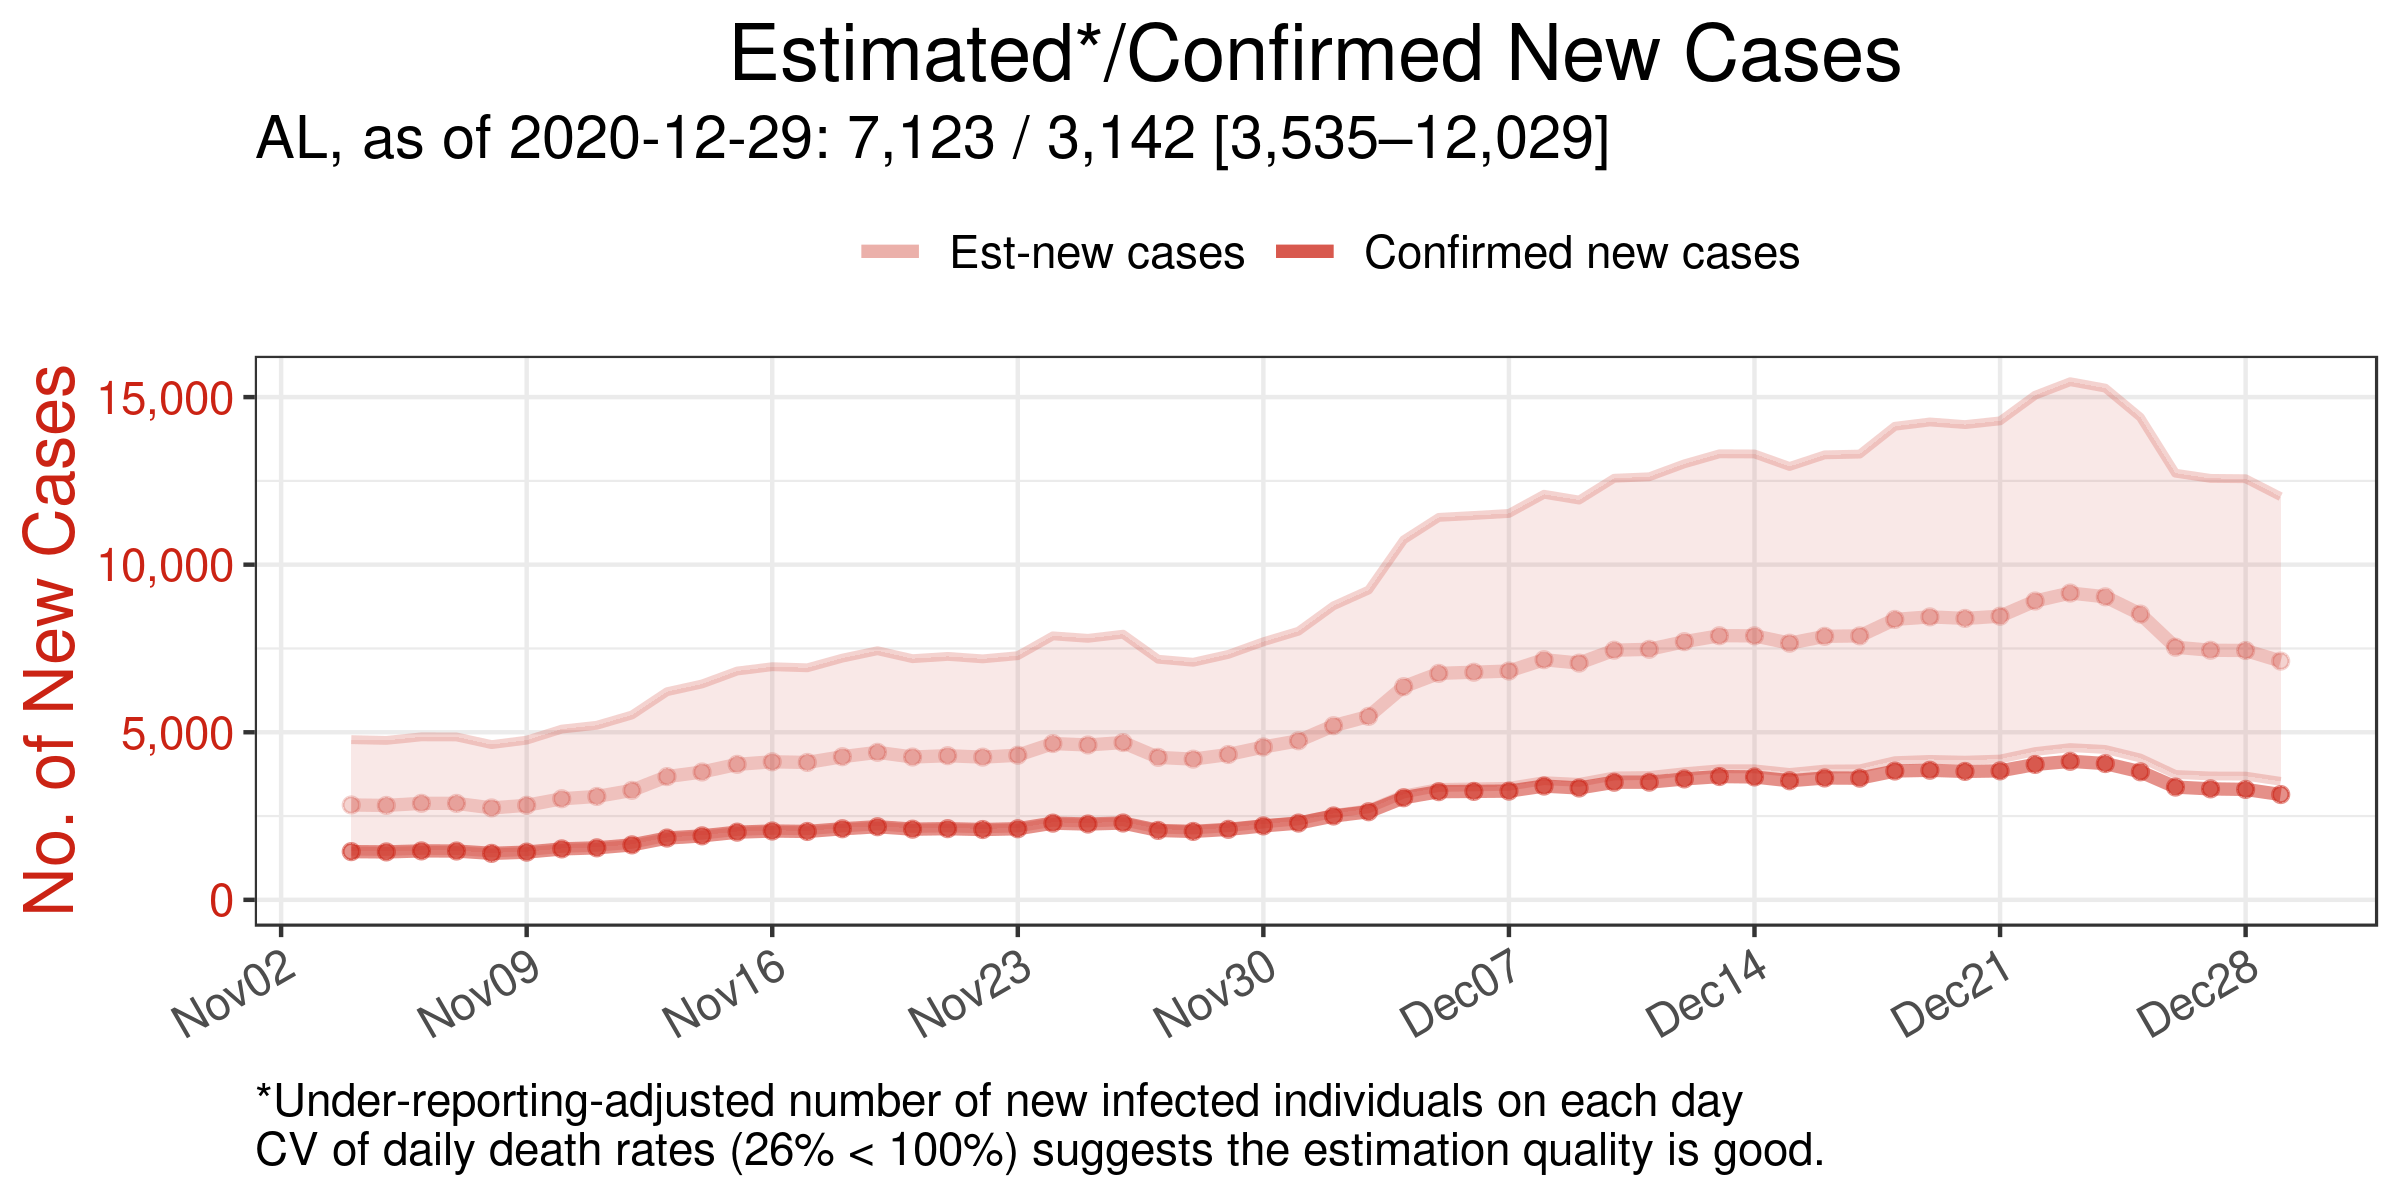 Estimated*/Confirmed New Cases
AL, as of 2020-12-29: 7,123 / 3,142 [3,535–12,029]
Est-new cases
Confirmed new cases
No. of New Cases
15,000
10,000
5,000
0
Nov02
Nov09
Nov16
Nov23
Nov30
Dec07
Dec14
Dec21
Dec28
*Under-reporting-adjusted number of new infected individuals on each day
CV of daily death rates (26% < 100%) suggests the estimation quality is good.